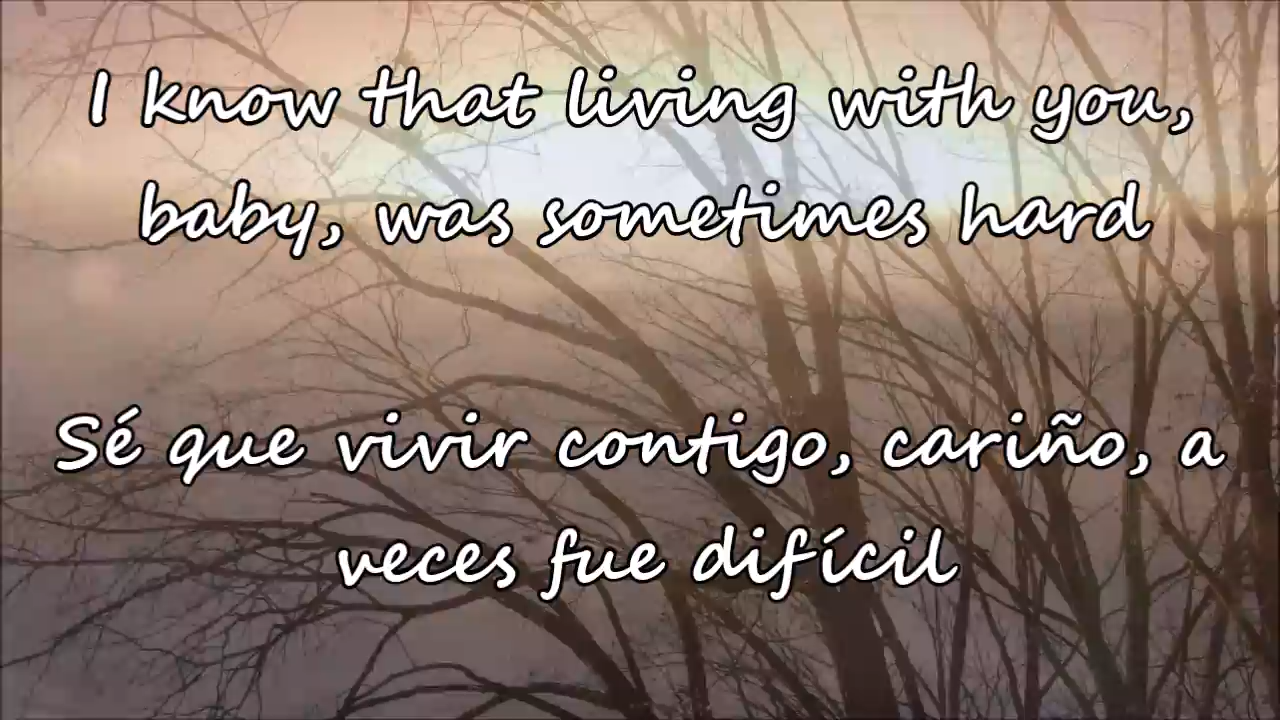 I know that living with you,
baby, was sometimes hard
Sé que vivir contigo, cariño, a
veces fue difícil